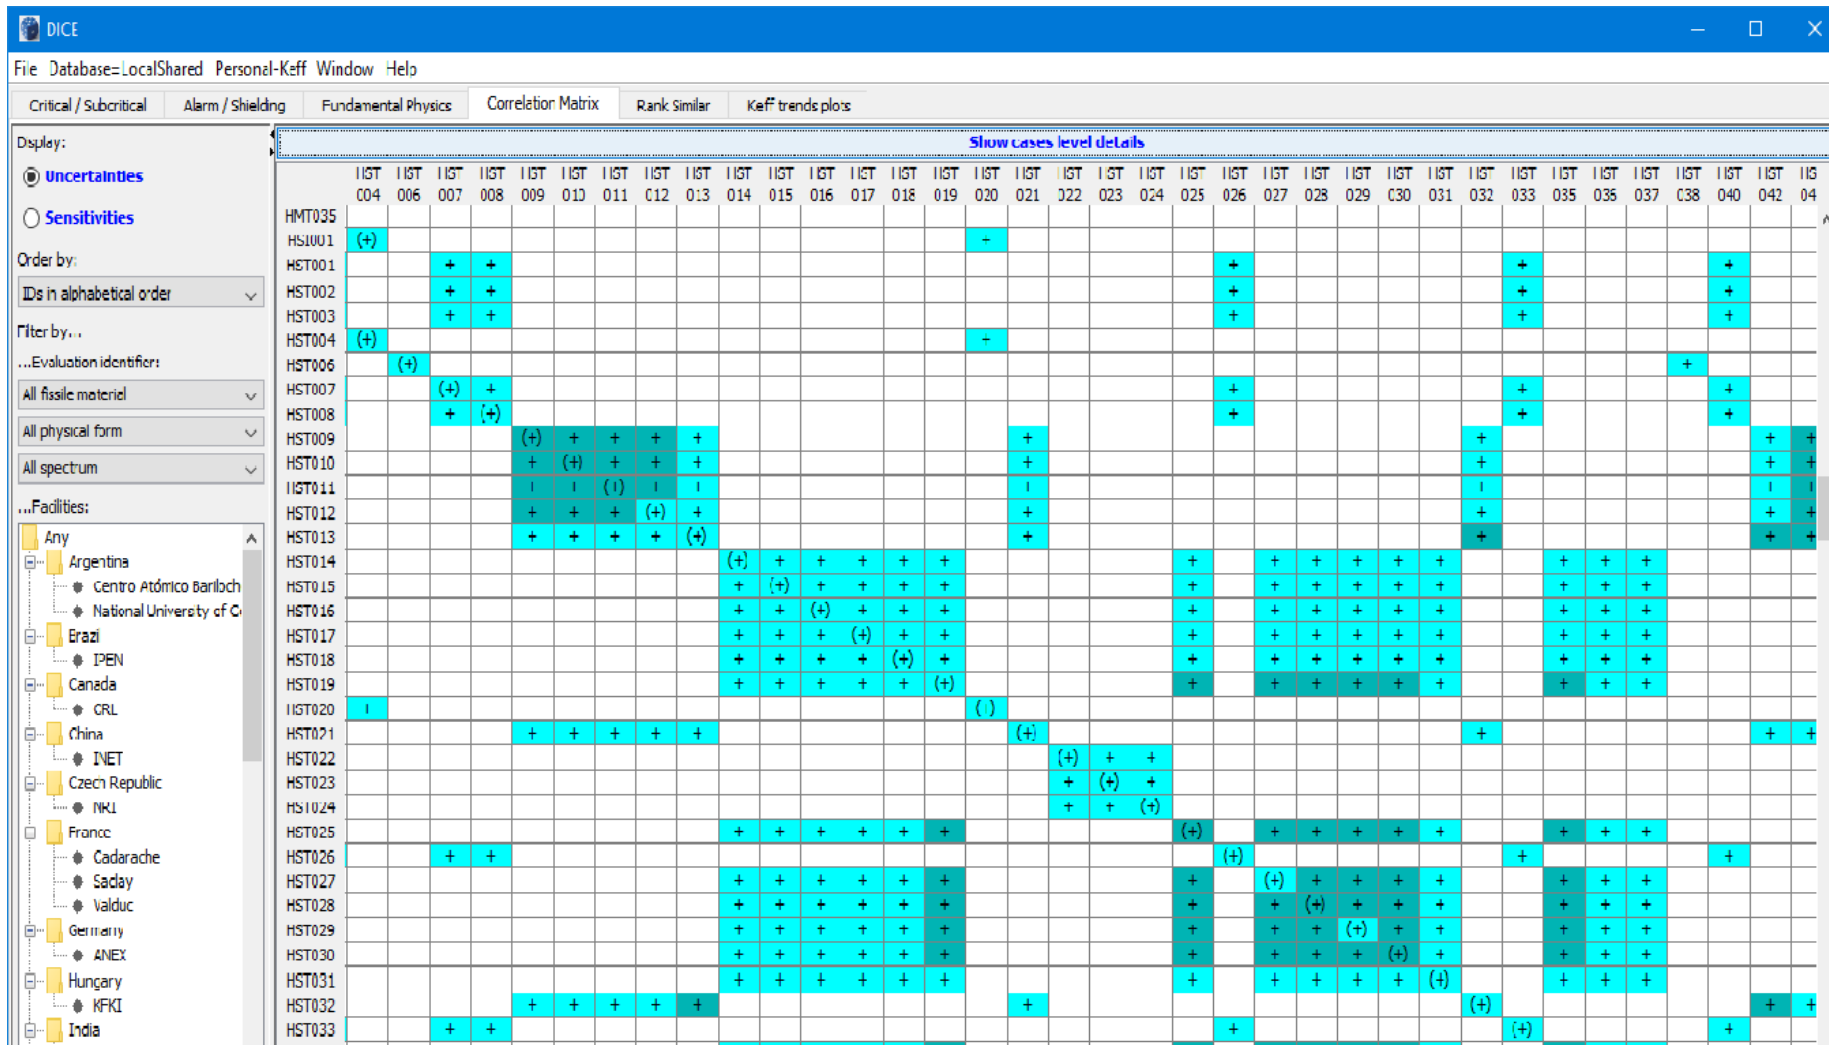 DICE
File Database=LocalShared Personal-Keff Window Help
Critical / Subcritical Alarm / Shielding Fundamental Physics Correlation Matrix Rank Similar Keff trends plots
Display:
Uncertainties
Sensitivities
Order by:
IDs in alphabetical order
Filter by...
...Evaluation identifier:
All fissile material
All physical form
All spectrum
...Facilities:
Any
Argentina
Centro Atómico Bariloch
National University of C
Brazil
IPEN
Canada
CRL
China
INET
Czech Republic
NRI
France
Cadarache
Saclay
Valduc
Germany
ANEX
Hungary
KFKI
India
Show cases level details
HST HST HST HST HST HST HST HST HST HST HST HST HST HST HST HST HST HST HST HST HST HST HST HST HST HST HST HST HST HST HST HST HST HST HST HS
004 006 007 008 009 010 011 012 013 014 015 016 017 018 019 020 021 022 023 024 025 026 027 028 029 030 031 032 033 035 036 037 038 040 042 04
HMT035
HSI001 (+) +
HST001 + + + + +
HST002 + + + + +
HST003 + + + + +
HST004 (+) +
HST006 (+) +
HST007 (+) + + + +
HST008 + (+) + + +
HST009 (+) + + + + + + + +
HST010 + (+) + + + + + + +
HST011 + + (+) + + + + + +
HST012 + + + (+) + + + + +
HST013 + + + + (+) + + + +
HST014 (+) + + + + + + + + + + + + + +
HST015 + (+) + + + + + + + + + + + + +
HST016 + + (+) + + + + + + + + + + + +
HST017 + + + (+) + + + + + + + + + + +
HST018 + + + + (+) + + + + + + + + + +
HST019 + + + + + (+) + + + + + + + + +
HST020 + (+)
HST021 + + + + + (+) + + +
HST022 (+) + +
HST023 + (+) +
HST024 + + (+)
HST025 + + + + + + (+) + + + + + + + +
HST026 + + (+) + +
HST027 + + + + + + + (+) + + + + + + +
HST028 + + + + + + + + (+) + + + + + +
HST029 + + + + + + + + + (+) + + + + +
HST030 + + + + + + + + + + (+) + + + +
HST031 + + + + + + + + + + + (+) + + +
HST032 + + + + + + (+) + +
HST033 + + + (+) +